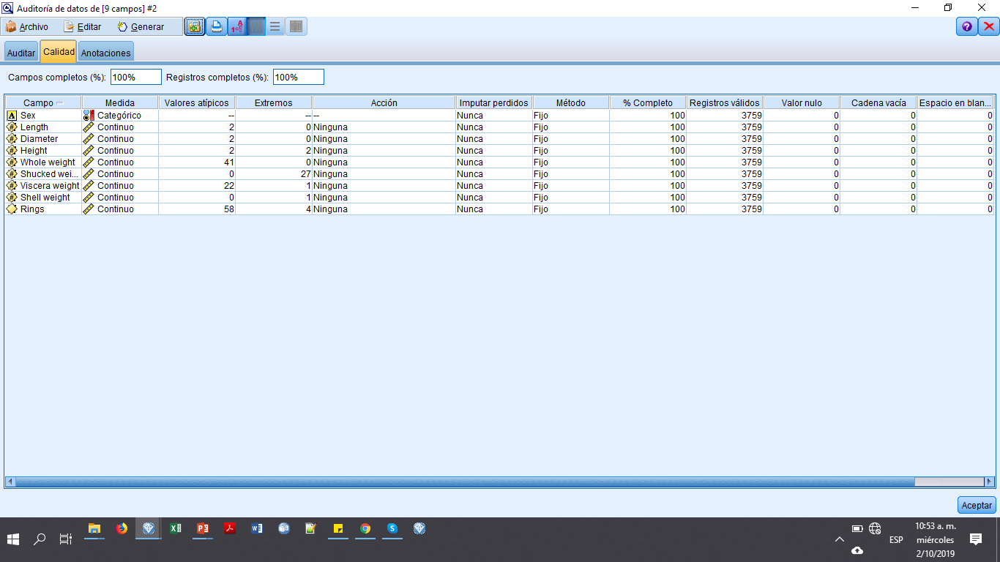 Auditoría de datos de [9 campos] #2
Archivo Editar Generar
Auditar Calidad Anotaciones
Campos completos (%): 100% Registros completos (%): 100%
Campo Medida Valores atípicos Extremos Acción Imputar perdidos Método % Completo Registros válidos Valor nulo Cadena vacía Espacio en blan...
Sex Categórico -- -- -- Nunca Fijo 100 3759 0 0 0
Length Continuo 2 0 Ninguna Nunca Fijo 100 3759 0 0 0
Diameter Continuo 2 0 Ninguna Nunca Fijo 100 3759 0 0 0
Height Continuo 2 2 Ninguna Nunca Fijo 100 3759 0 0 0
Whole weight Continuo 41 0 Ninguna Nunca Fijo 100 3759 0 0 0
Shucked wei... Continuo 0 27 Ninguna Nunca Fijo 100 3759 0 0 0
Viscera weight Continuo 22 1 Ninguna Nunca Fijo 100 3759 0 0 0
Shell weight Continuo 0 1 Ninguna Nunca Fijo 100 3759 0 0 0
Rings Continuo 58 4 Ninguna Nunca Fijo 100 3759 0 0 0
Aceptar
10:53 a. m.
ESP miércoles
2/10/2019